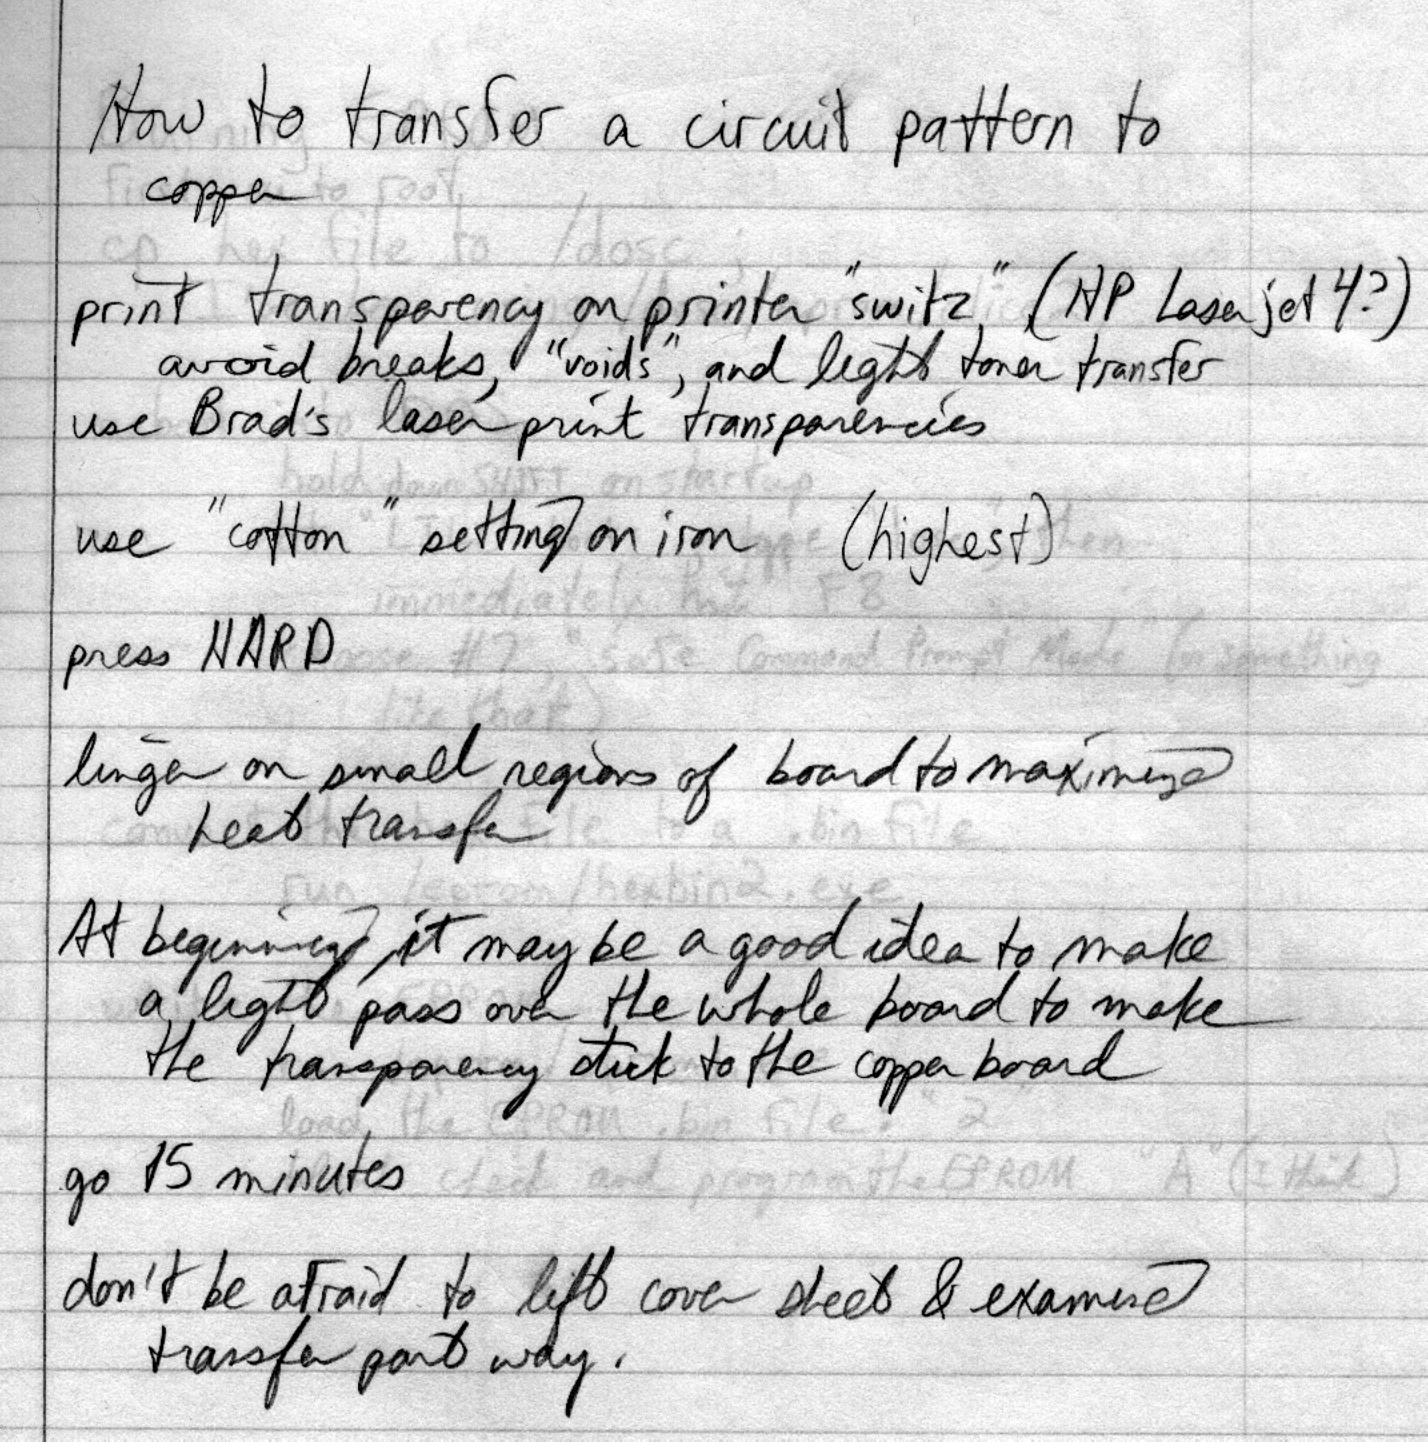 How to transfer a circuit pattern to
copper
print transparency on printer "switz," (HP Laserjet 4?)
avoid breaks, "voids", and light toner transfer
use Brad's laser print transparencies
use "cotton" setting on iron (highest)
press HARD
linger on small regions of board to maximize
heat transfer
At beginning, it may be a good idea to make
a light pass over the whole board to make
the transparency stick to the copper board
go 15 minutes
don't be afraid to lift cover sheet & examine
transfer part way.